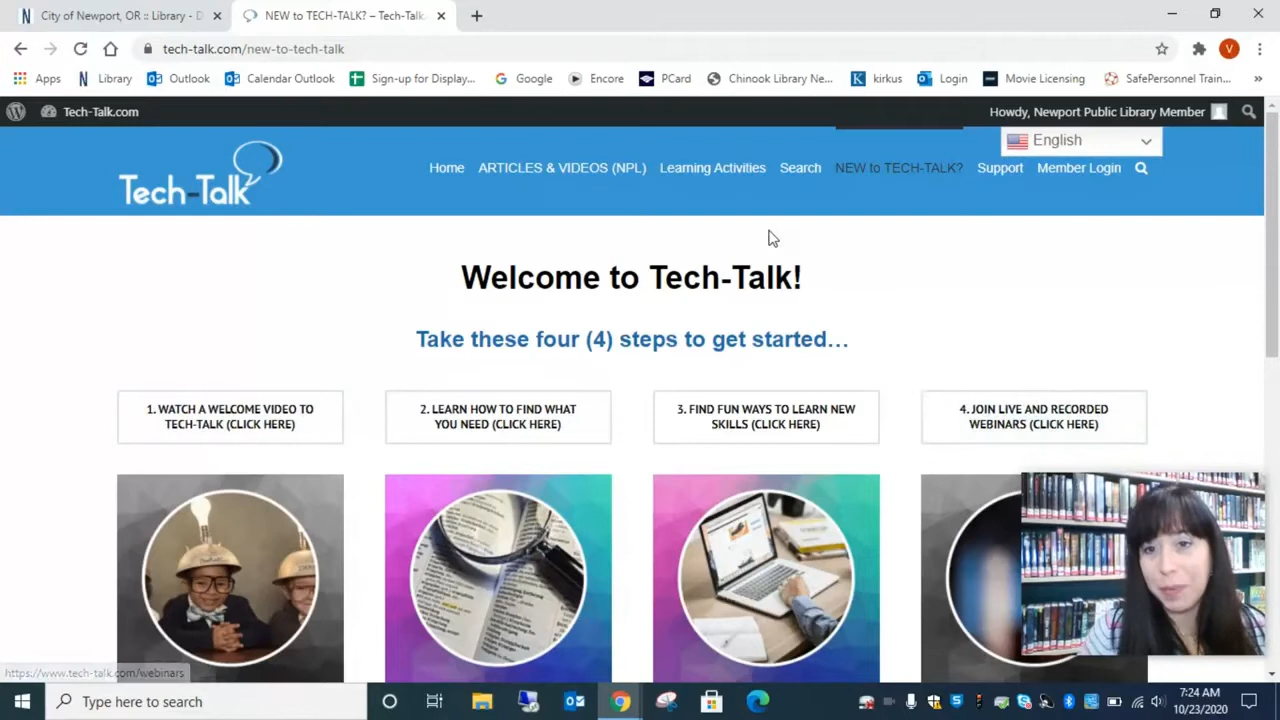 City of Newport, OR :: Library - D
NEW to TECH-TALK? – Tech-Talk.
tech-talk.com/new-to-tech-talk
V
Apps
Library
Outlook
Calendar Outlook
Sign-up for Display...
Google
Encore
PCard
Chinook Library Ne...
kirkus
Login
Movie Licensing
SafePersonnel Train...
»
Tech-Talk.com
Howdy, Newport Public Library Member
English
Tech-Talk
Home
ARTICLES & VIDEOS (NPL)
Learning Activities
Search
NEW to TECH-TALK?
Support
Member Login
Welcome to Tech-Talk!
Take these four (4) steps to get started…
1. WATCH A WELCOME VIDEO TO
TECH-TALK (CLICK HERE)
2. LEARN HOW TO FIND WHAT
YOU NEED (CLICK HERE)
3. FIND FUN WAYS TO LEARN NEW
SKILLS (CLICK HERE)
4. JOIN LIVE AND RECORDED
WEBINARS (CLICK HERE)
https://www.tech-talk.com/webinars
Type here to search
7:24 AM
10/23/2020